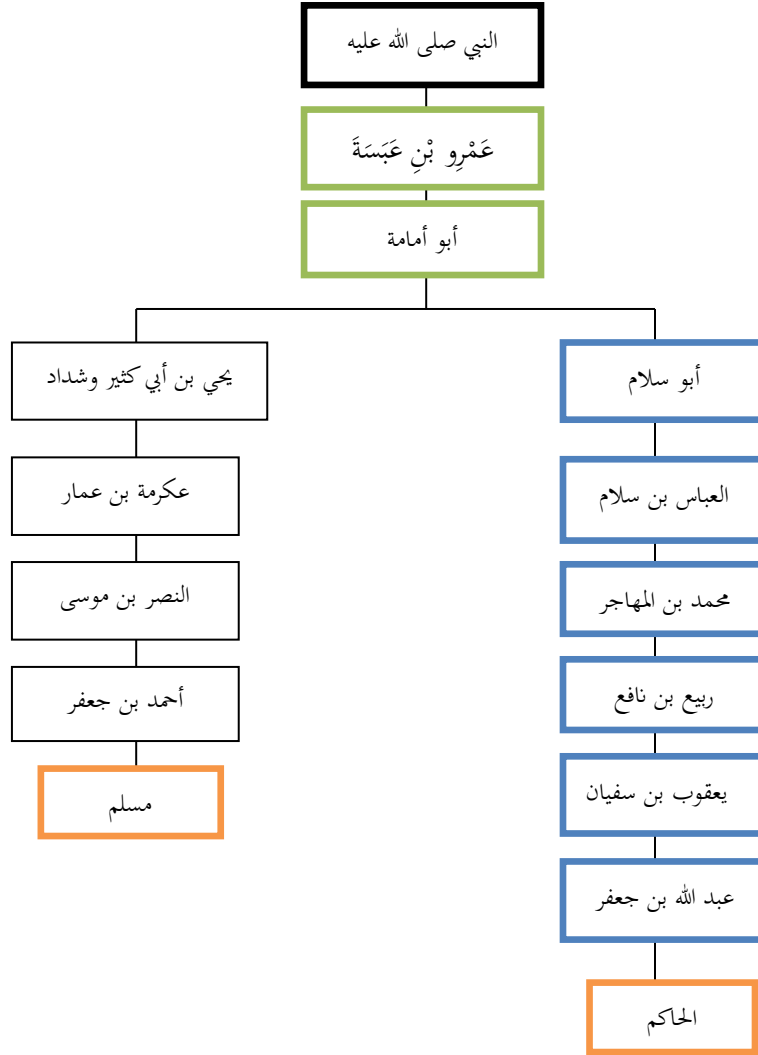 النبي صلى الله عليه
عَمْرِو بْنِ عَبَسَةَ
أبو أمامة
أبو سلام
يحي بن أبي كثير وشداد
العباس بن سلام
عكرمة بن عمار
محمد بن المهاجر
النصر بن موسى
ربيع بن نافع
أحمد بن جعفر
يعقوب بن سفيان
مسلم
عبد الله بن جعفر
الحاكم